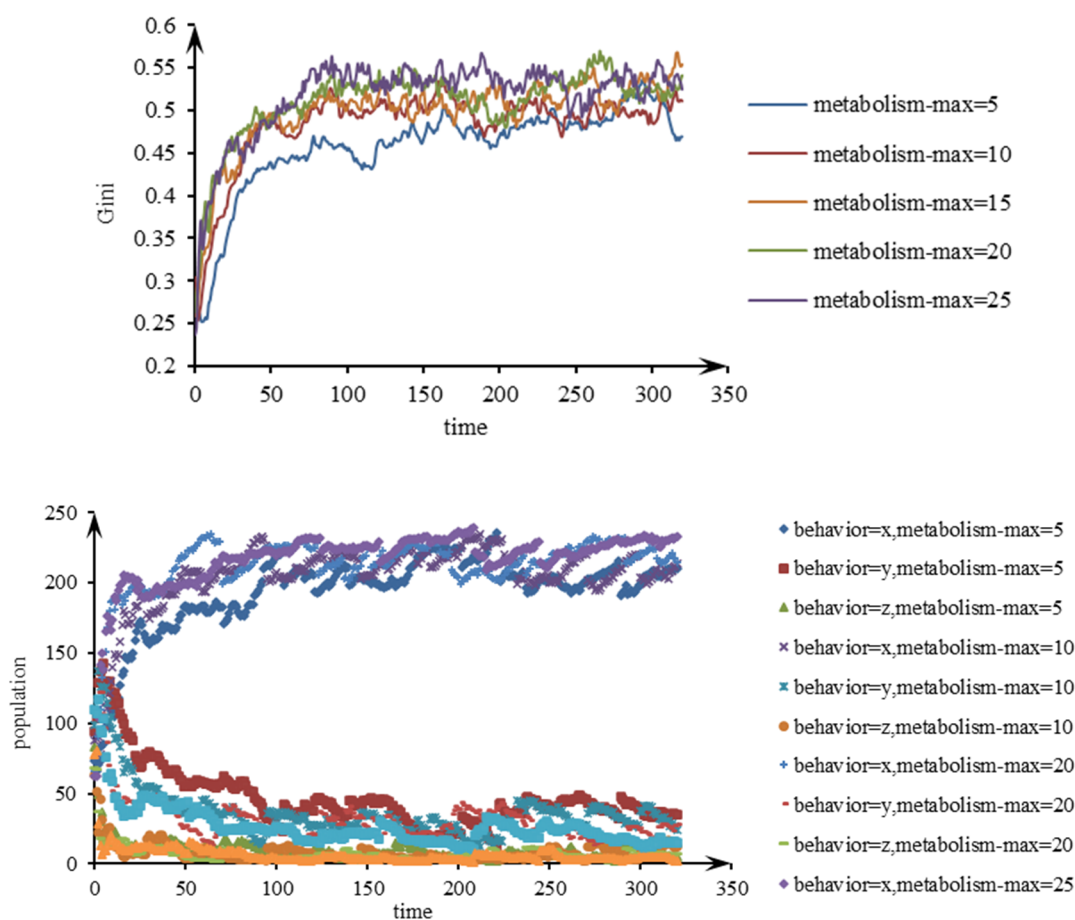 0.6
0.55
0.5
0.45
0.4
0.35
0.3
0.25
0.2
Gini
0 50 100 150 200 250 300 350
time
metabolism-max=5
metabolism-max=10
metabolism-max=15
metabolism-max=20
metabolism-max=25
250
200
150
100
50
0
population
0 50 100 150 200 250 300 350
time
behavior=x,metabolism-max=5
behavior=y,metabolism-max=5
behavior=z,metabolism-max=5
behavior=x,metabolism-max=10
behavior=y,metabolism-max=10
behavior=z,metabolism-max=10
behavior=x,metabolism-max=20
behavior=y,metabolism-max=20
behavior=z,metabolism-max=20
behavior=x,metabolism-max=25